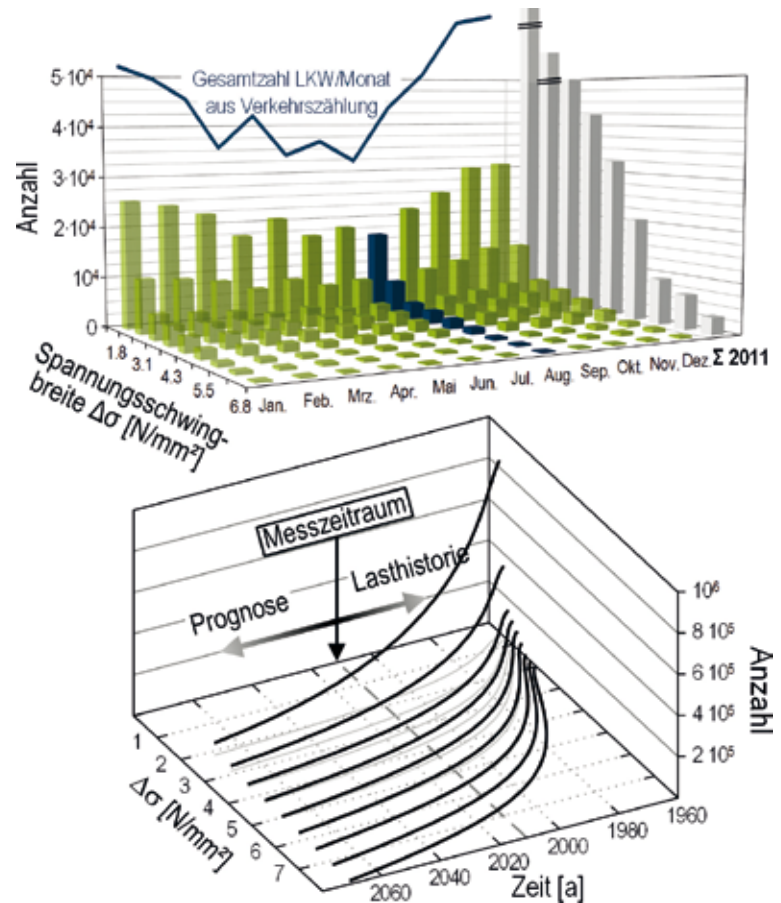 Gesamtzahl LKW/Monat
aus Verkehrszählung
Anzahl
5·10⁴
4·10⁴
3·10⁴
2·10⁴
10⁴
0
1.8
3.1
4.3
5.5
6.8
Spannungsschwing-
breite Δσ [N/mm²]
Jan. Feb. Mrz. Apr. Mai Jun. Jul. Aug. Sep. Okt. Nov. Dez. Σ 2011
Messzeitraum
Lasthistorie
Prognose
10⁶
8 10⁵
6 10⁵
4 10⁵
2 10⁵
Anzahl
1
2
3
4
5
6
7
Δσ [N/mm²]
2060 2040 2020 2000 1980 1960
Zeit [a]